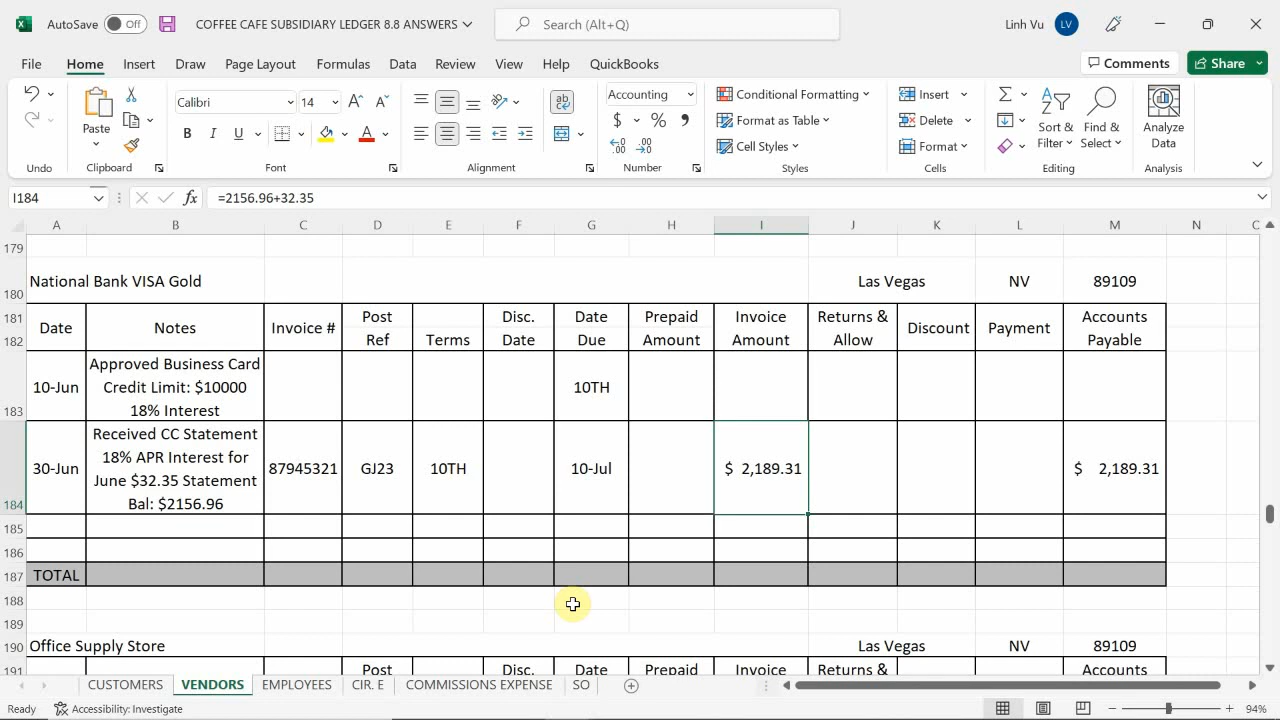 AutoSave Off COFFEE CAFE SUBSIDIARY LEDGER 8.8 ANSWERS Search (Alt+Q) Linh Vu LV
File Home Insert Draw Page Layout Formulas Data Review View Help QuickBooks Comments Share
Calibri 14 Accounting Conditional Formatting Insert
Paste B I U A ab $ % , Format as Table Delete Sort & Filter Find & Select Analyze Data
Cell Styles Format
Undo Clipboard Font Alignment Number Styles Cells Editing Analysis
I184 fx =2156.96+32.35
A B C D E F G H I J K L M N
179
180 National Bank VISA Gold Las Vegas NV 89109
181 Date Notes Invoice # Post Disc. Date Prepaid Invoice Returns & Discount Payment Accounts
182 Ref Terms Date Due Amount Amount Allow Payable
Approved Business Card
10-Jun Credit Limit: $10000 10TH
183 18% Interest
Received CC Statement
18% APR Interest for
30-Jun 87945321 GJ23 10TH 10-Jul $ 2,189.31 $ 2,189.31
June $32.35 Statement
184 Bal: $2156.96
185
186
187 TOTAL
188
189
190 Office Supply Store Las Vegas NV 89109
191 Post Disc. Date Prepaid Invoice Returns & Accounts
CUSTOMERS VENDORS EMPLOYEES CIR. E COMMISSIONS EXPENSE SO
Ready Accessibility: Investigate 94%